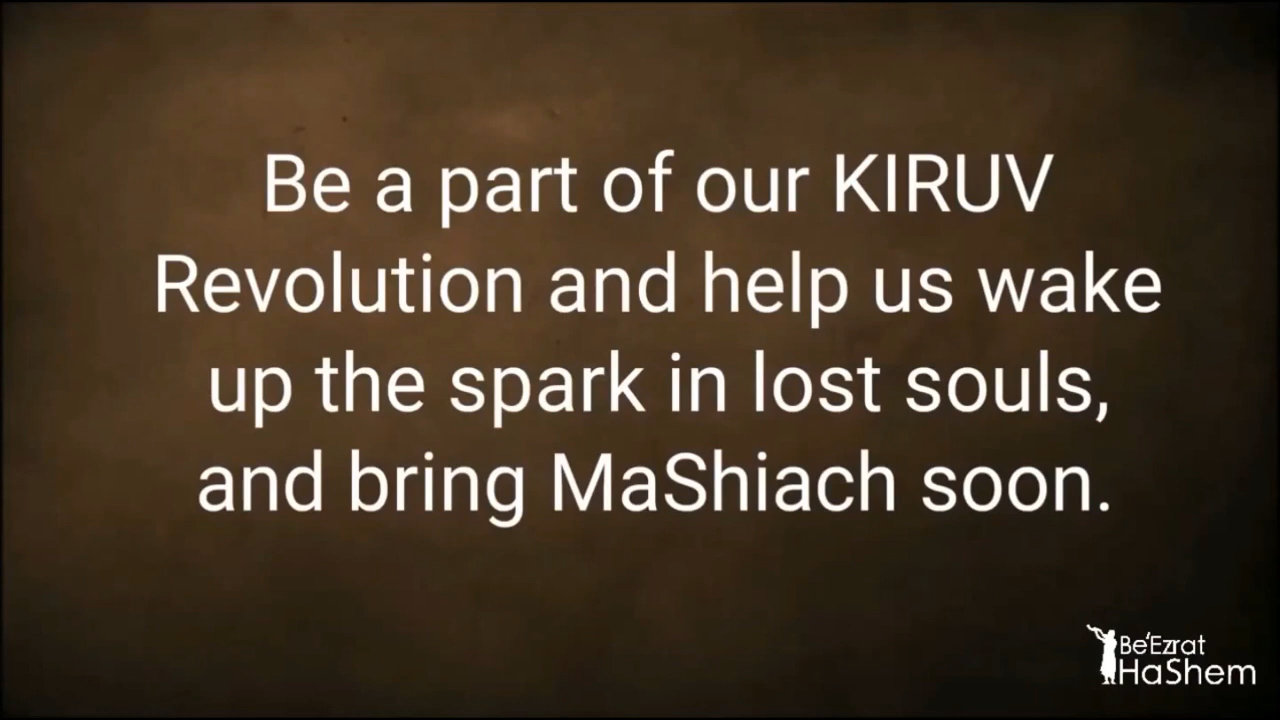 Be a part of our KIRUV
Revolution and help us wake
up the spark in lost souls,
and bring MaShiach soon.
Be'Ezrat
HaShem